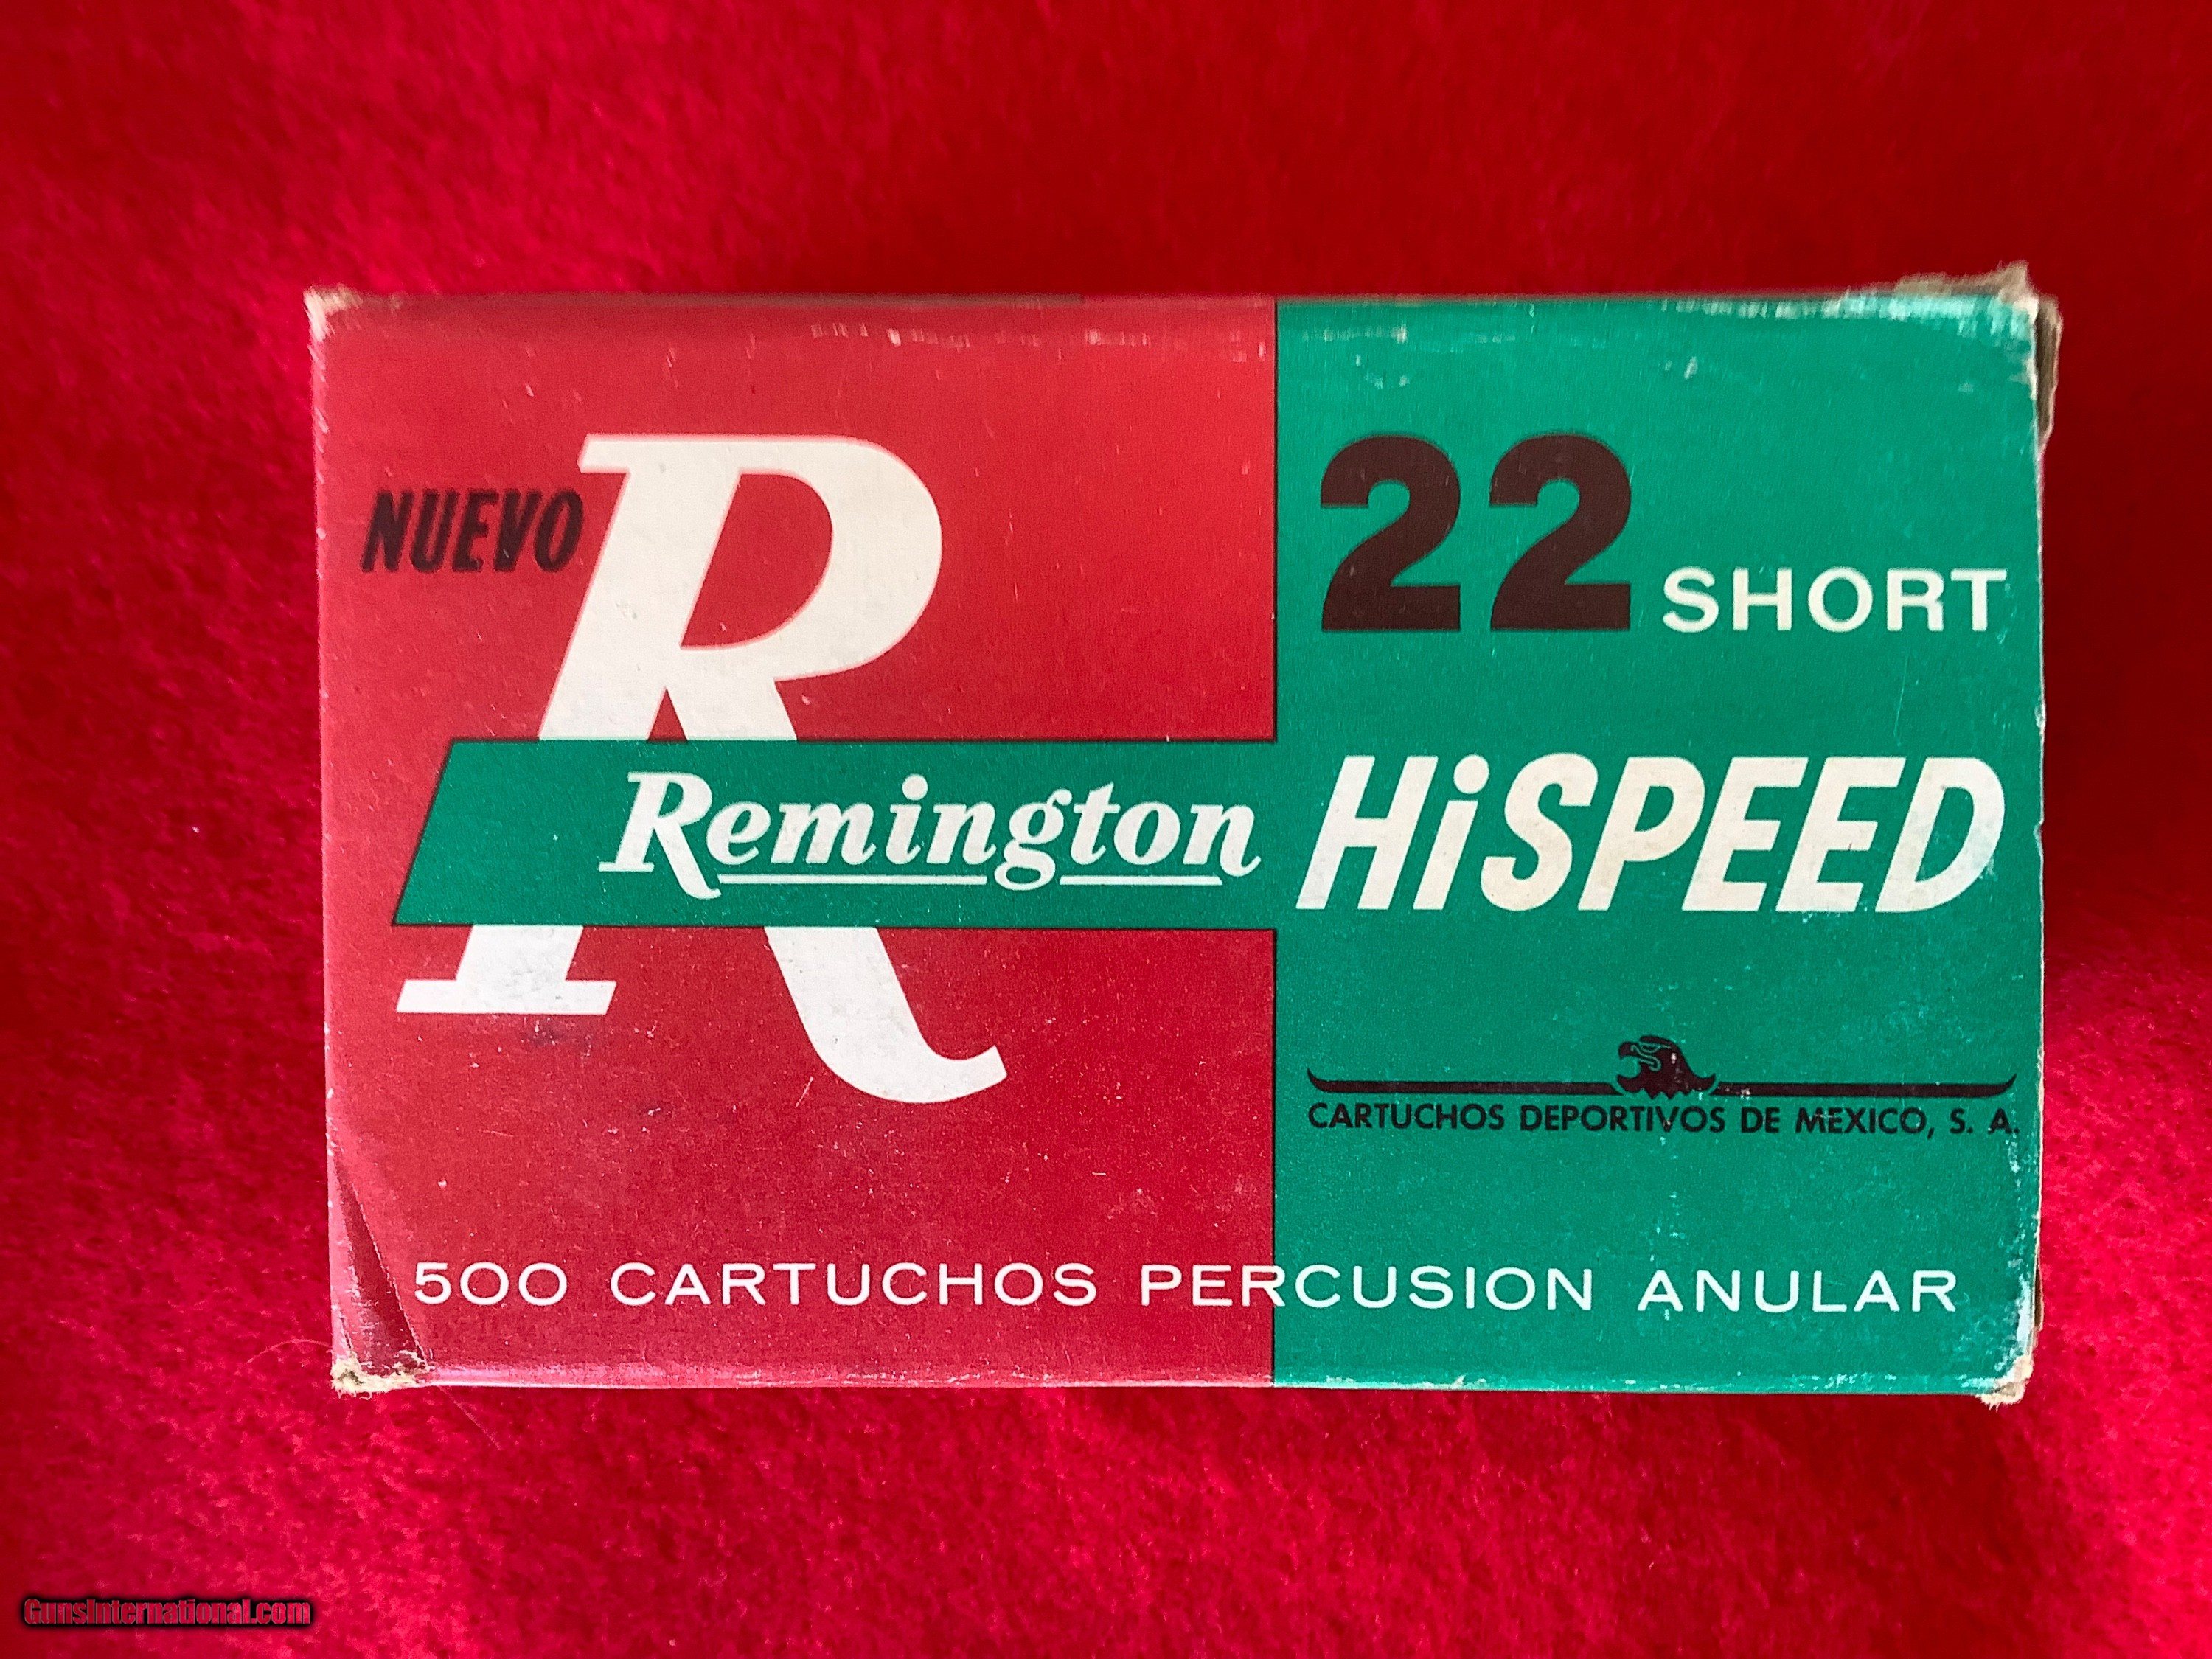 NUEVO
R
Remington
22 SHORT
HiSPEED
CARTUCHOS DEPORTIVOS DE MEXICO, S. A.
500 CARTUCHOS PERCUSION ANULAR
GunsInternational.com